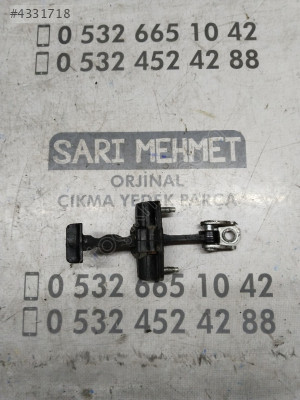 #4331718
0 532 665 10 42
0 532 452 42 88
SARI MEHMET
ORJİNAL
ÇIKMA YEDEK PARÇA
0 532 665 10 42
0 532 452 42 88